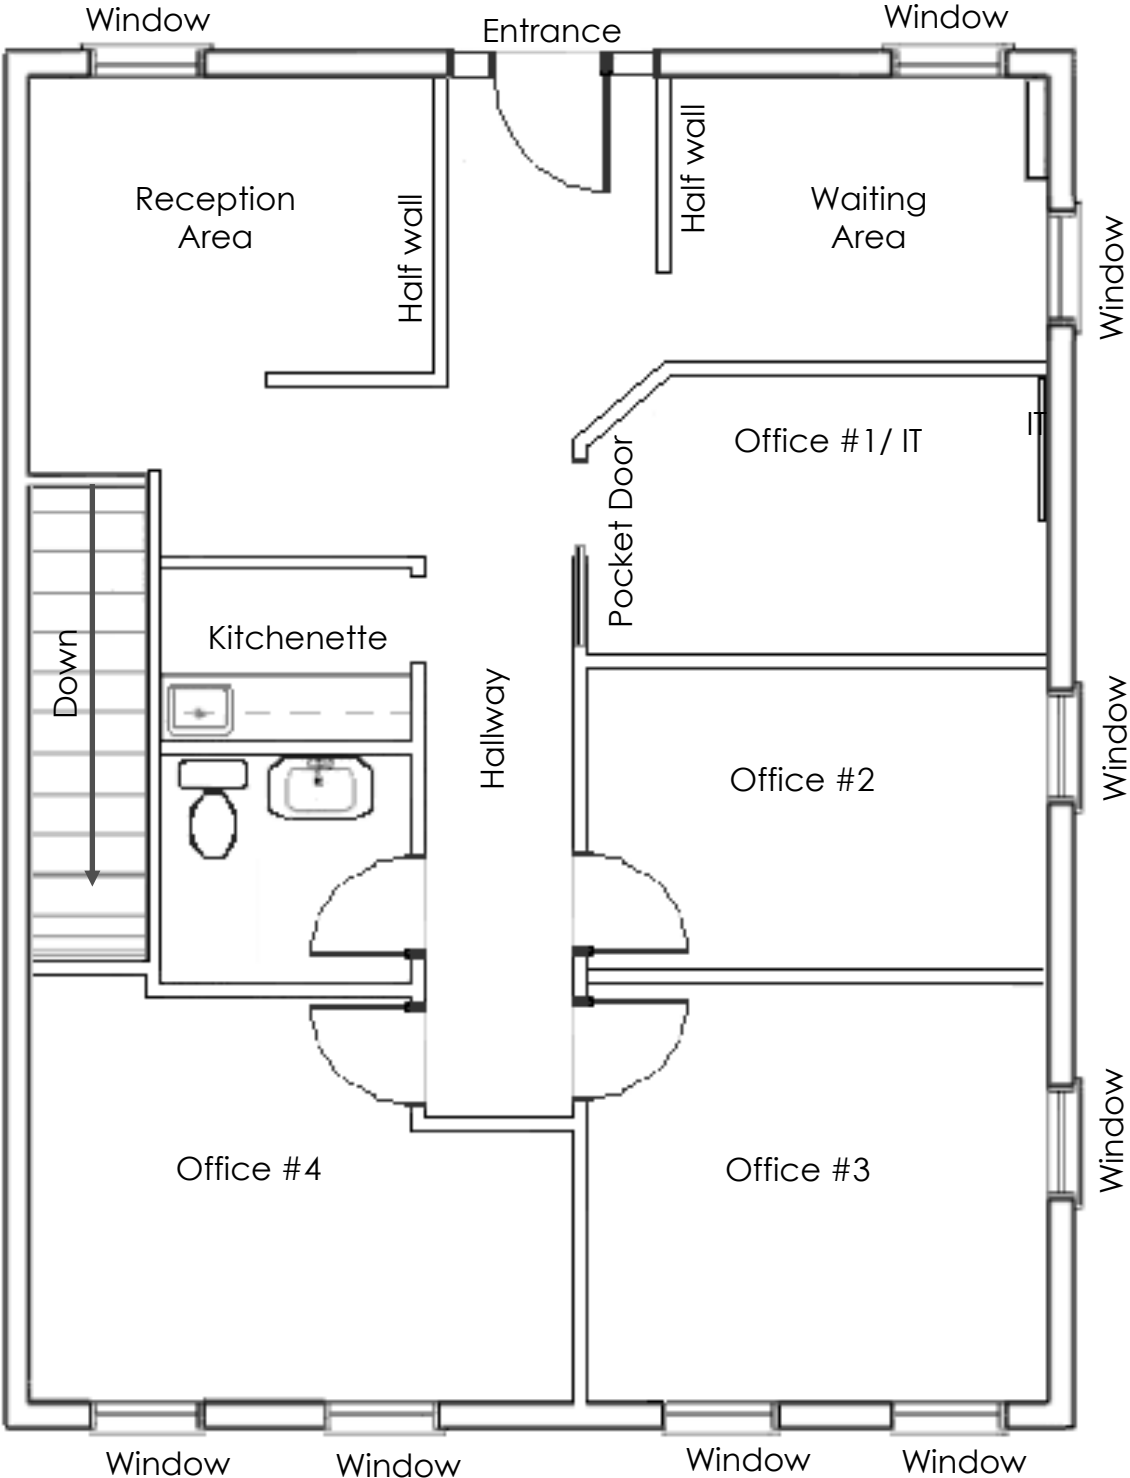 Window
Entrance
Window
Reception
Area
Half wall
Half wall
Waiting
Area
Window
Office #1/ IT
IT
Pocket Door
Kitchenette
Down
Hallway
Office #2
Window
Office #4
Office #3
Window
Window
Window
Window
Window